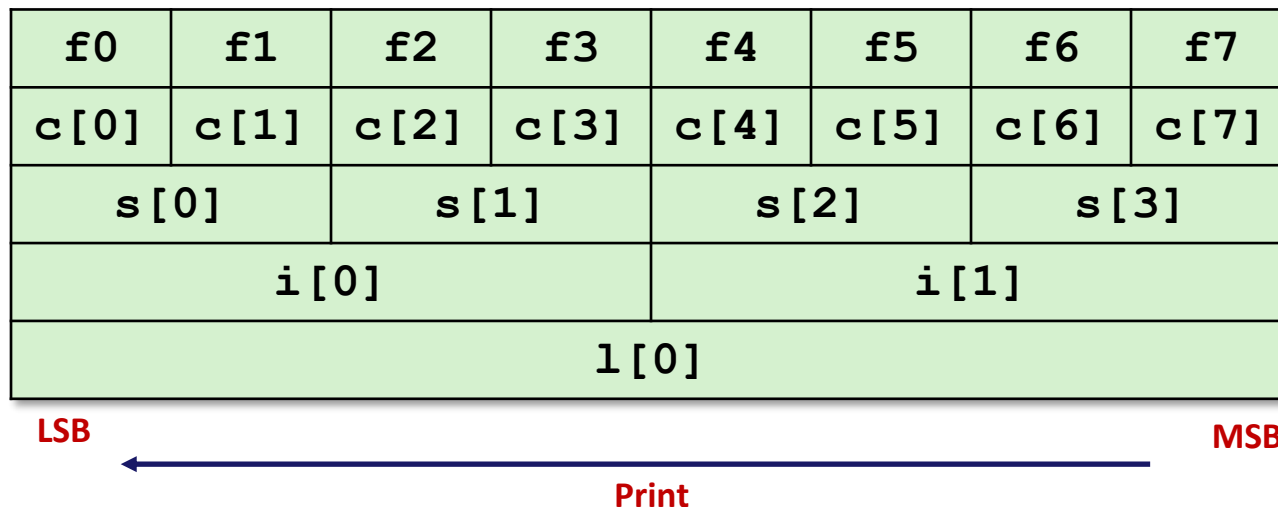 f0 f1 f2 f3 f4 f5 f6 f7
c[0] c[1] c[2] c[3] c[4] c[5] c[6] c[7]
s[0] s[1] s[2] s[3]
i[0] i[1]
l[0]
LSB MSB
Print